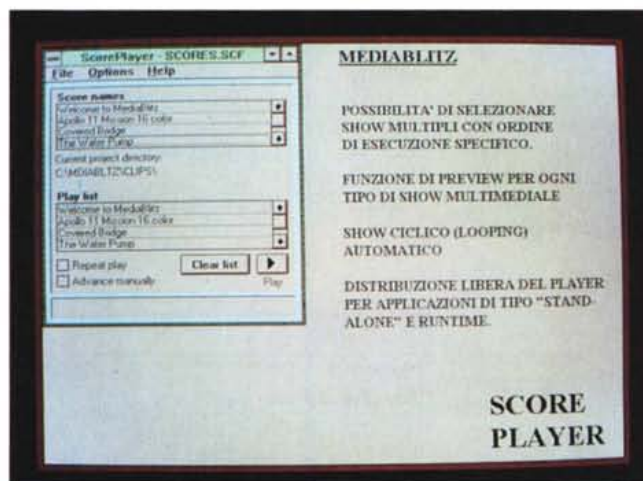 ScorePlayer - SCORES.SCF
File Options Help
Score names
Welcome to MediaBlitz
Apollo 11 Mission 16 color
Covered Bridge
The Water Pump
Current project directory:
C:\MDIABLTZ\CLIPS\
Play list
Welcome to MediaBlitz
Apollo 11 Mission 16 color
Covered Bridge
The Water Pump
Repeat play
Clear list
Advance manually
Play
MEDIABLITZ
POSSIBILITA' DI SELEZIONARE
SHOW MULTIPLI CON ORDINE
DI ESECUZIONE SPECIFICO.
FUNZIONE DI PREVIEW PER OGNI
TIPO DI SHOW MULTIMEDIALE
SHOW CICLICO (LOOPING)
AUTOMATICO
DISTRIBUZIONE LIBERA DEL PLAYER
PER APPLICAZIONI DI TIPO "STAND-
ALONE" E RUNTIME.
SCORE
PLAYER